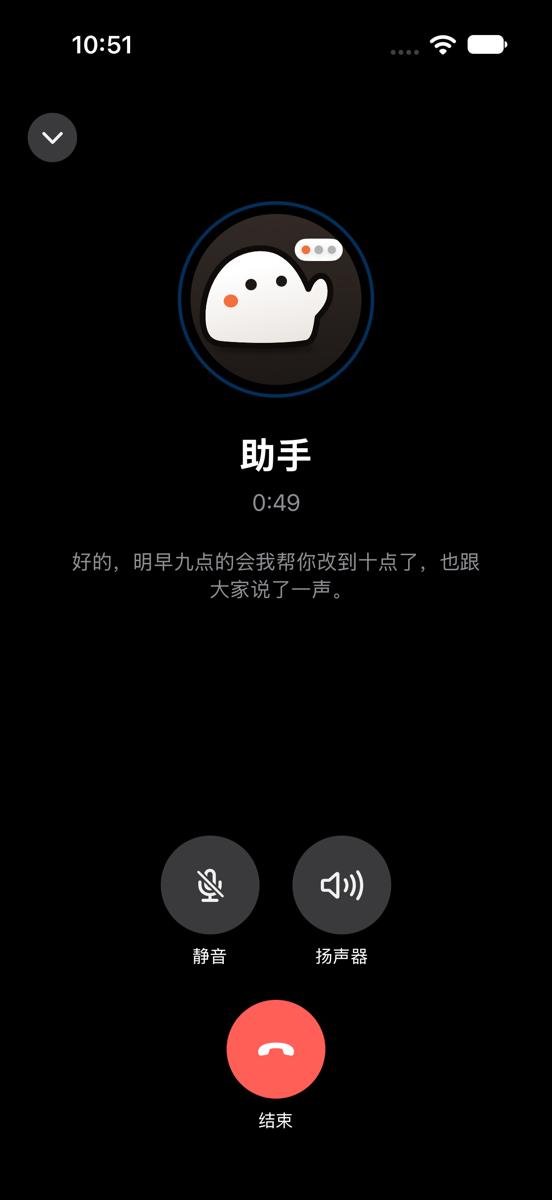 10:51
助手
0:49
好的，明早九点的会我帮你改到十点了，也跟
大家说了一声。
静音
扬声器
结束